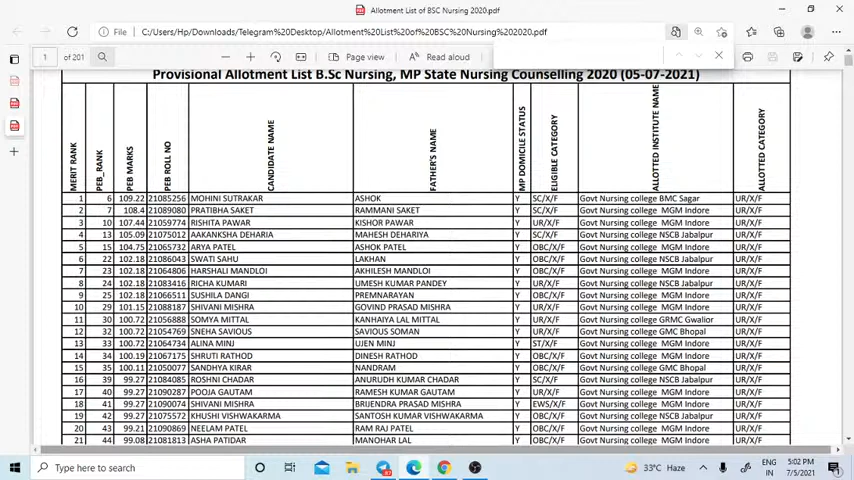 Allotment List of BSC Nursing 2020.pdf
File C:/Users/Hp/Downloads/Telegram%20Desktop/Allotment%20List%20of%20BSC%20Nursing%202020.pdf
1 of 201 Page view Read aloud
Provisional Allotment List B.Sc Nursing, MP State Nursing Counselling 2020 (05-07-2021)
MERIT RANK PEB_RANK PEB MARKS PEB ROLL NO CANDIDATE NAME FATHER'S NAME MP DOMICILE STATUS ELIGIBLE CATEGORY ALLOTTED INSTITUTE NAME ALLOTTED CATEGORY
1 6 109.22 21085256 MOHINI SUTRAKAR ASHOK Y SC/X/F Govt Nursing college BMC Sagar UR/X/F
2 7 108.4 21089080 PRATIBHA SAKET RAMMANI SAKET Y SC/X/F Govt Nursing college MGM Indore UR/X/F
3 10 107.44 21059774 RISHITA PAWAR KISHOR PAWAR Y UR/X/F Govt Nursing college MGM Indore UR/X/F
4 13 105.09 21075012 AAKANKSHA DEHARIA MAHESH DEHARIYA Y SC/X/F Govt Nursing college NSCB Jabalpur UR/X/F
5 15 104.75 21065732 ARYA PATEL ASHOK PATEL Y OBC/X/F Govt Nursing college MGM Indore UR/X/F
6 22 102.18 21086043 SWATI SAHU LAKHAN Y OBC/X/F Govt Nursing college NSCB Jabalpur UR/X/F
7 23 102.18 21064806 HARSHALI MANDLOI AKHILESH MANDLOI Y OBC/X/F Govt Nursing college MGM Indore UR/X/F
8 24 102.18 21083416 RICHA KUMARI UMESH KUMAR PANDEY Y UR/X/F Govt Nursing college NSCB Jabalpur UR/X/F
9 25 102.18 21066511 SUSHILA DANGI PREMNARAYAN Y OBC/X/F Govt Nursing college MGM Indore UR/X/F
10 29 101.15 21088187 SHIVANI MISHRA GOVIND PRASAD MISHRA Y UR/X/F Govt Nursing college MGM Indore UR/X/F
11 30 100.72 21056888 SOMYA MITTAL KANHAIYA LAL MITTAL Y UR/X/F Govt Nursing college GRMC Gwalior UR/X/F
12 32 100.72 21054769 SNEHA SAVIOUS SAVIOUS SOMAN Y UR/X/F Govt Nursing college GMC Bhopal UR/X/F
13 33 100.72 21064734 ALINA MINJ UJEN MINJ Y ST/X/F Govt Nursing college MGM Indore UR/X/F
14 34 100.19 21067175 SHRUTI RATHOD DINESH RATHOD Y OBC/X/F Govt Nursing college MGM Indore UR/X/F
15 35 100.11 21050077 SANDHYA KIRAR NANDRAM Y OBC/X/F Govt Nursing college GMC Bhopal UR/X/F
16 39 99.27 21084085 ROSHNI CHADAR ANURUDH KUMAR CHADAR Y SC/X/F Govt Nursing college NSCB Jabalpur UR/X/F
17 40 99.27 21090287 POOJA GAUTAM RAMESH KUMAR GAUTAM Y UR/X/F Govt Nursing college MGM Indore UR/X/F
18 41 99.27 21090074 SHIVANI MISHRA BRIJENDRA PRASAD MISHRA Y EWS/X/F Govt Nursing college MGM Indore UR/X/F
19 42 99.27 21075572 KHUSHI VISHWAKARMA SANTOSH KUMAR VISHWAKARMA Y OBC/X/F Govt Nursing college NSCB Jabalpur UR/X/F
20 43 99.21 21090869 NEELAM PATEL RAM RAJ PATEL Y OBC/X/F Govt Nursing college MGM Indore UR/X/F
21 44 99.08 21081813 ASHA PATIDAR MANOHAR LAL Y OBC/X/F Govt Nursing college MGM Indore UR/X/F
Type here to search 33°C Haze ENG IN 5:02 PM 7/5/2021